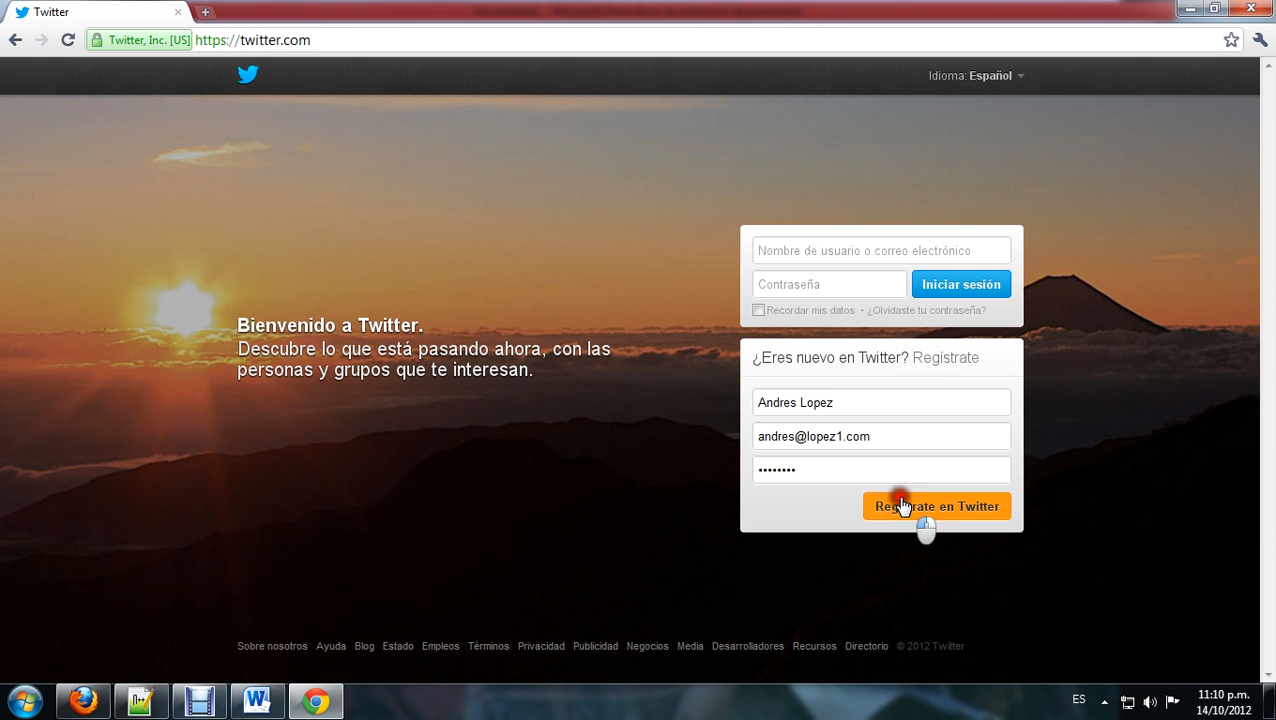 Twitter
Twitter, Inc. [US] https://twitter.com
Idioma: Español
Nombre de usuario o correo electrónico
Contraseña
Iniciar sesión
Recordar mis datos · ¿Olvidaste tu contraseña?
Bienvenido a Twitter.
Descubre lo que está pasando ahora, con las
personas y grupos que te interesan.
¿Eres nuevo en Twitter? Regístrate
Andres Lopez
andres@lopez1.com
••••••••
Regístrate en Twitter
Sobre nosotros Ayuda Blog Estado Empleos Términos Privacidad Publicidad Negocios Media Desarrolladores Recursos Directorio © 2012 Twitter
ES
11:10 p.m.
14/10/2012